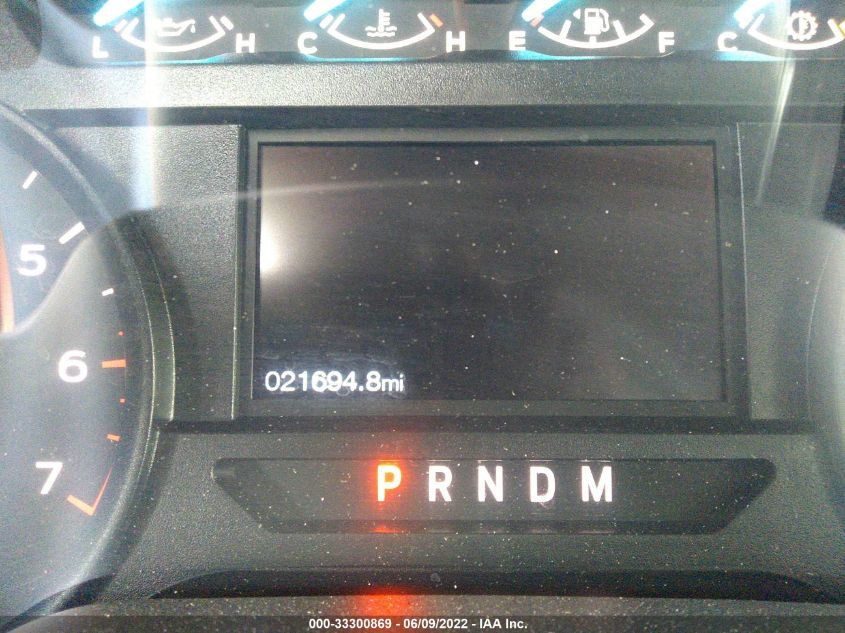 L H C H E F C
5
6
021694.8mi
7
P R N D M
000-33300869 - 06/09/2022 - IAA Inc.